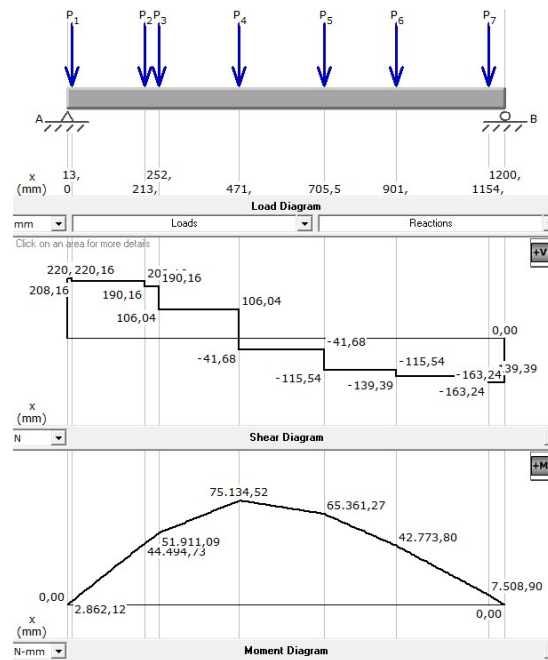 P1 P2 P3 P4 P5 P6 P7
A B
x 13, 252, 1200,
(mm) 0 213, 471, 705,5 901, 1154,
Load Diagram
mm Loads Reactions
Click on an area for more details
+V
220, 220,16 190,16
208,16 190,16 106,04 0,00
106,04
-41,68 -41,68
-115,54 -115,54 -163,24 139,39
-139,39 -163,24
x
(mm)
N Shear Diagram
+M
75.134,52
65.361,27
51.911,09 42.773,80
44.494,73
0,00 7.508,90
2.862,12 0,00
x
(mm)
N-mm Moment Diagram